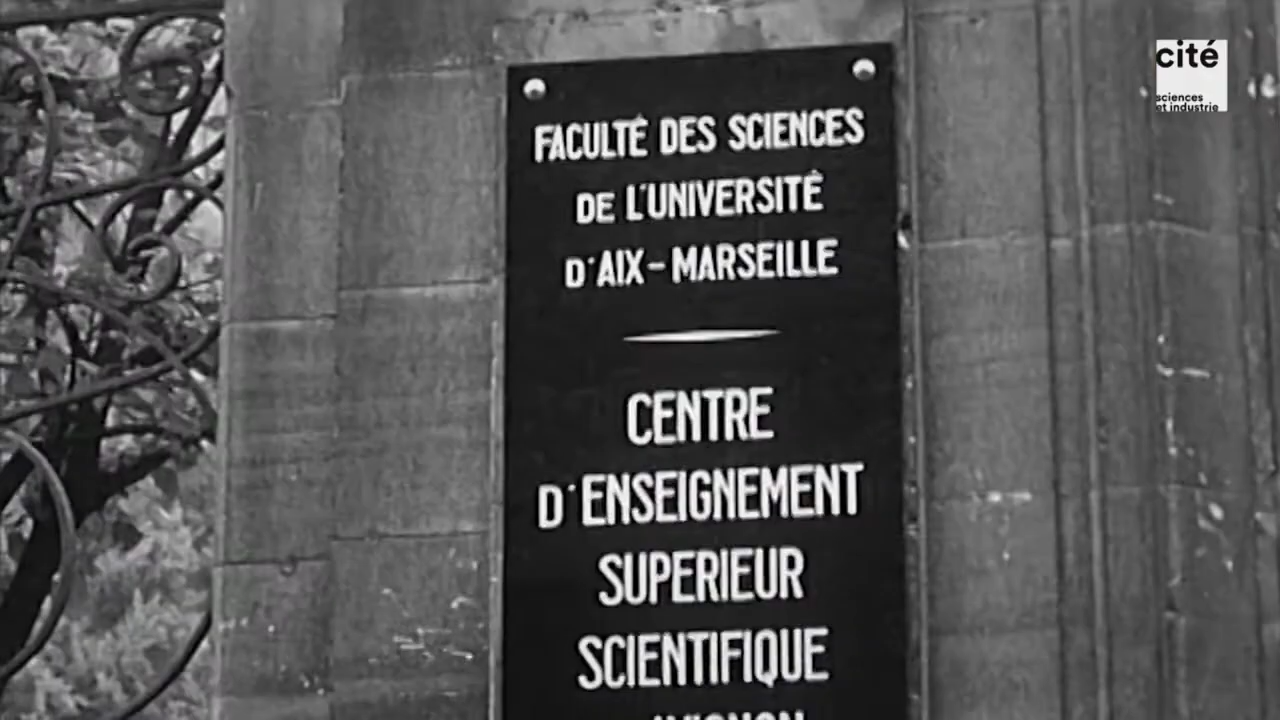 cité
sciences
et industrie
FACULTÉ DES SCIENCES
DE L'UNIVERSITÉ
D'AIX-MARSEILLE
CENTRE
D'ENSEIGNEMENT
SUPERIEUR
SCIENTIFIQUE